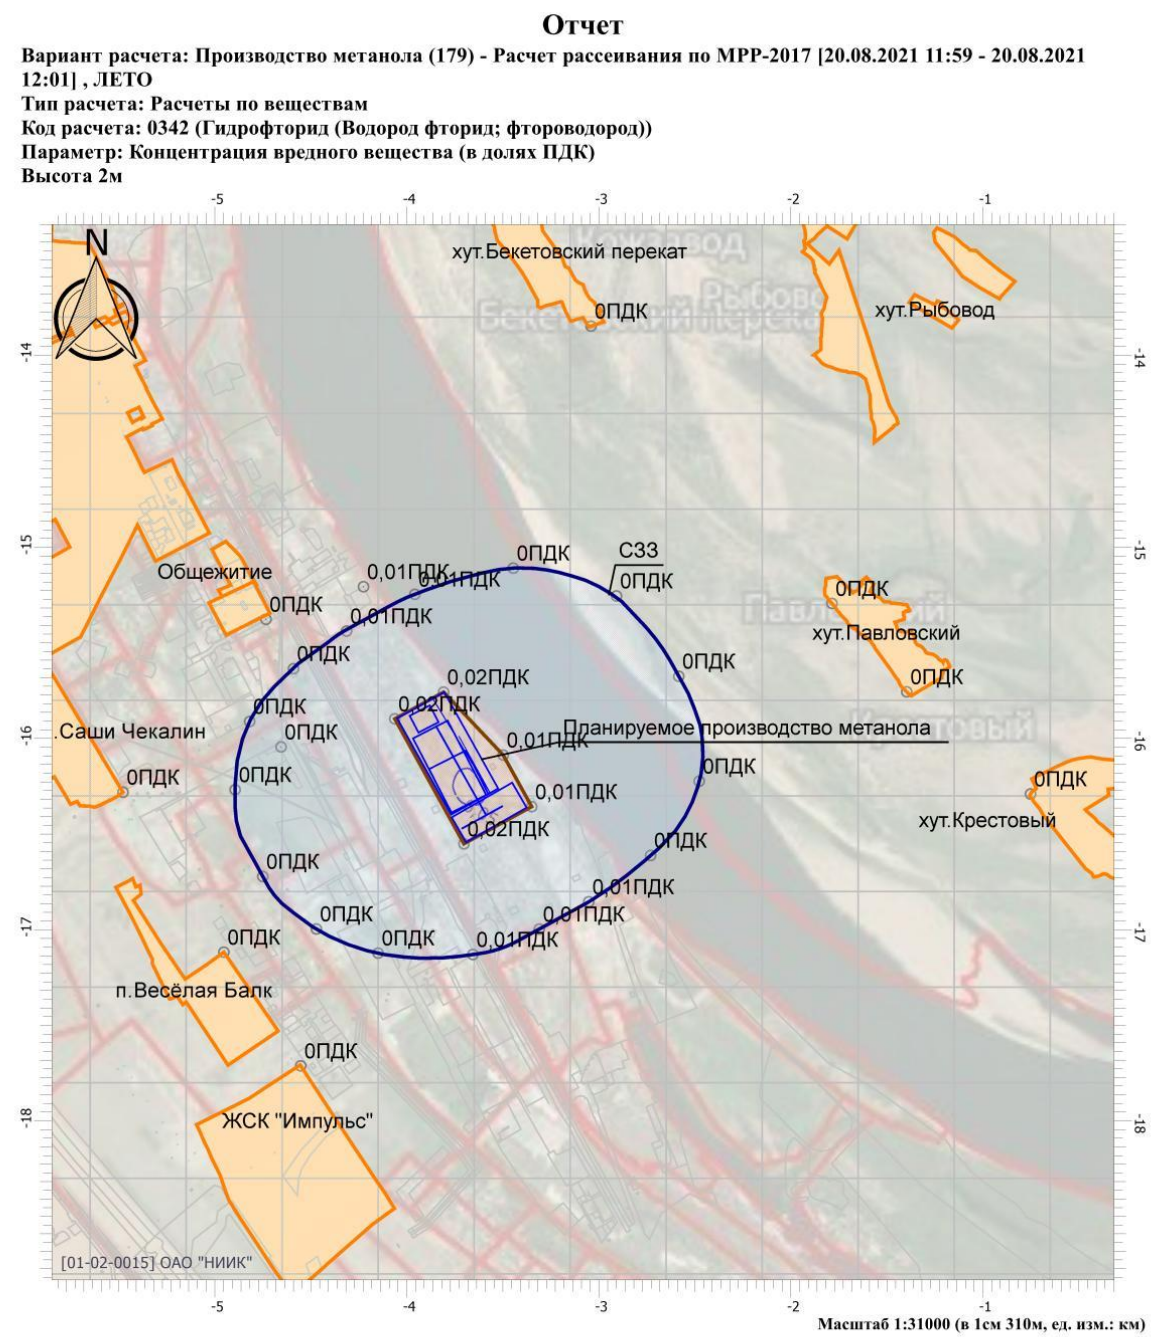 Отчет
Вариант расчета: Производство метанола (179) - Расчет рассеивания по МРР-2017 [20.08.2021 11:59 - 20.08.2021
12:01] , ЛЕТО
Тип расчета: Расчеты по веществам
Код расчета: 0342 (Гидрофторид (Водород фторид; фтороводород))
Параметр: Концентрация вредного вещества (в долях ПДК)
Высота 2м
-5 -4 -3 -2 -1
N
Кожзавод
хут.Бекетовский перекат
0ПДК
хут.Рыбовод
-14 -14
-15 -15
0ПДК
СЗЗ
Общежитие
0,01ПДК
0,01ПДК
0ПДК
0ПДК
0ПДК
0,01ПДК
хут.Павловский
0ПДК
0ПДК
0,02ПДК
0ПДК
0ПДК
0,02ПДК
.Саши Чекалин
0ПДК
Планируемое производство метанола
0,01ПДК
-16 -16
0ПДК
0ПДК
0ПДК
0ПДК
0,01ПДК
хут.Крестовый
0,02ПДК
0ПДК
0ПДК
0,01ПДК
0ПДК
0,01ПДК
-17 -17
0ПДК
0ПДК
0,01ПДК
п.Весёлая Балк
0ПДК
ЖСК "Импульс"
-18 -18
[01-02-0015] ОАО "НИИК"
-5 -4 -3 -2 -1
Масштаб 1:31000 (в 1см 310м, ед. изм.: км)